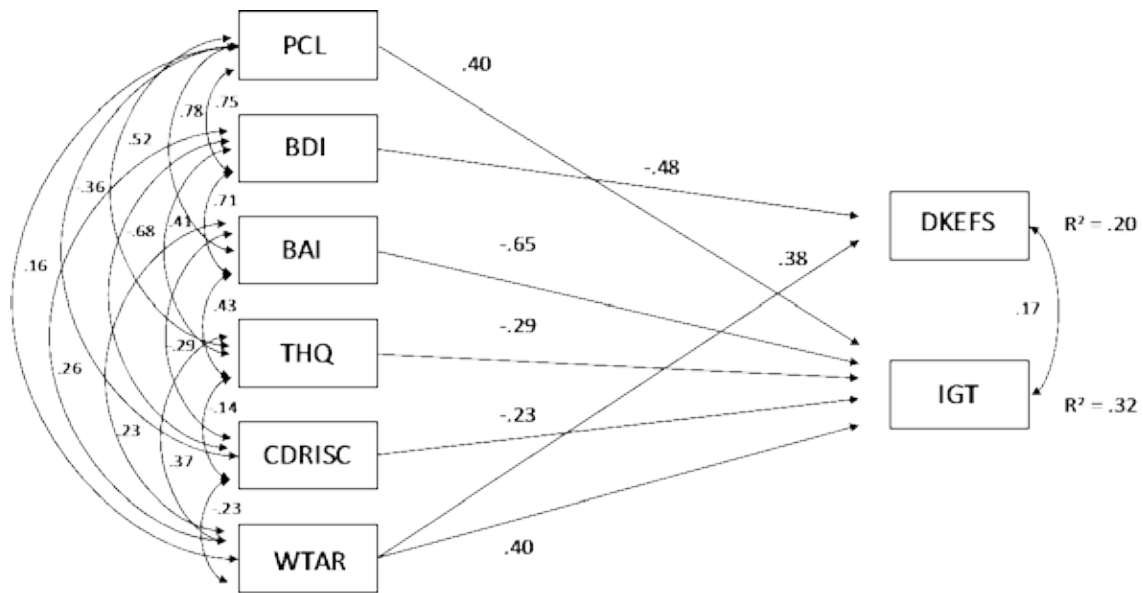 PCL
.40
.75
.78
.52
BDI
-.48
-.36
.71
.41
-.68
DKEFS
R² = .20
BAI
-.65
.38
.16
.43
.17
THQ
-.29
-.29
.26
IGT
R² = .32
-.14
-.23
.23
CDRISC
.37
-.23
WTAR
.40